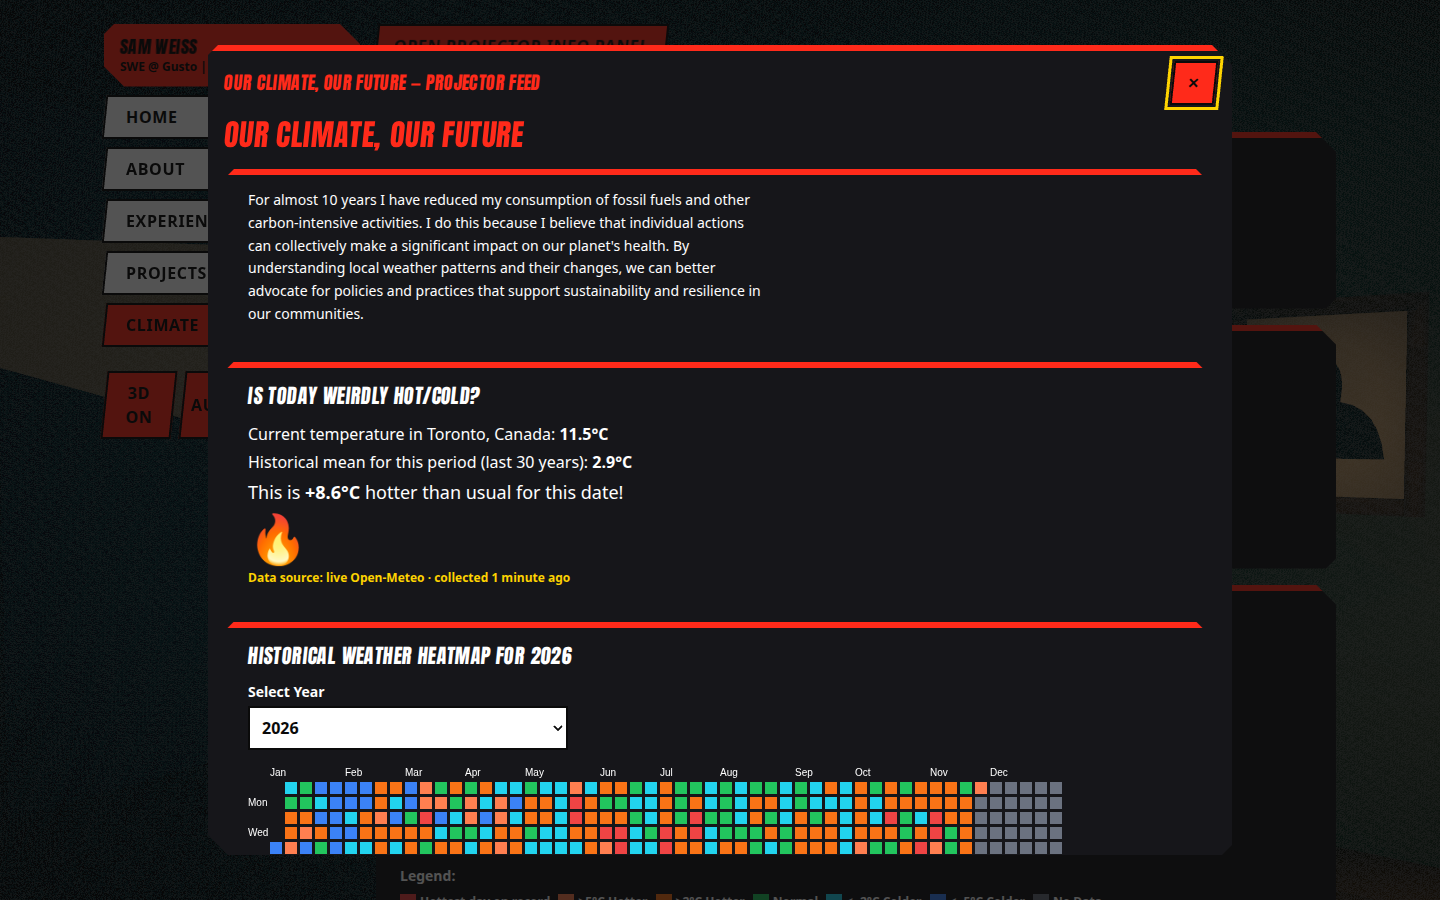 SAM WEISS
SWE @ Gusto |
OPEN PROJECTOR INFO PANEL
HOME
ABOUT
EXPERIEN
PROJECTS
CLIMATE
3D
ON
AU
OUR CLIMATE, OUR FUTURE – PROJECTOR FEED
×
OUR CLIMATE, OUR FUTURE
For almost 10 years I have reduced my consumption of fossil fuels and other
carbon-intensive activities. I do this because I believe that individual actions
can collectively make a significant impact on our planet's health. By
understanding local weather patterns and their changes, we can better
advocate for policies and practices that support sustainability and resilience in
our communities.
IS TODAY WEIRDLY HOT/COLD?
Current temperature in Toronto, Canada: 11.5°C
Historical mean for this period (last 30 years): 2.9°C
This is +8.6°C hotter than usual for this date!
Data source: live Open-Meteo · collected 1 minute ago
HISTORICAL WEATHER HEATMAP FOR 2026
Select Year
2026
Jan Feb Mar Apr May Jun Jul Aug Sep Oct Nov Dec
Mon
Wed
Legend: